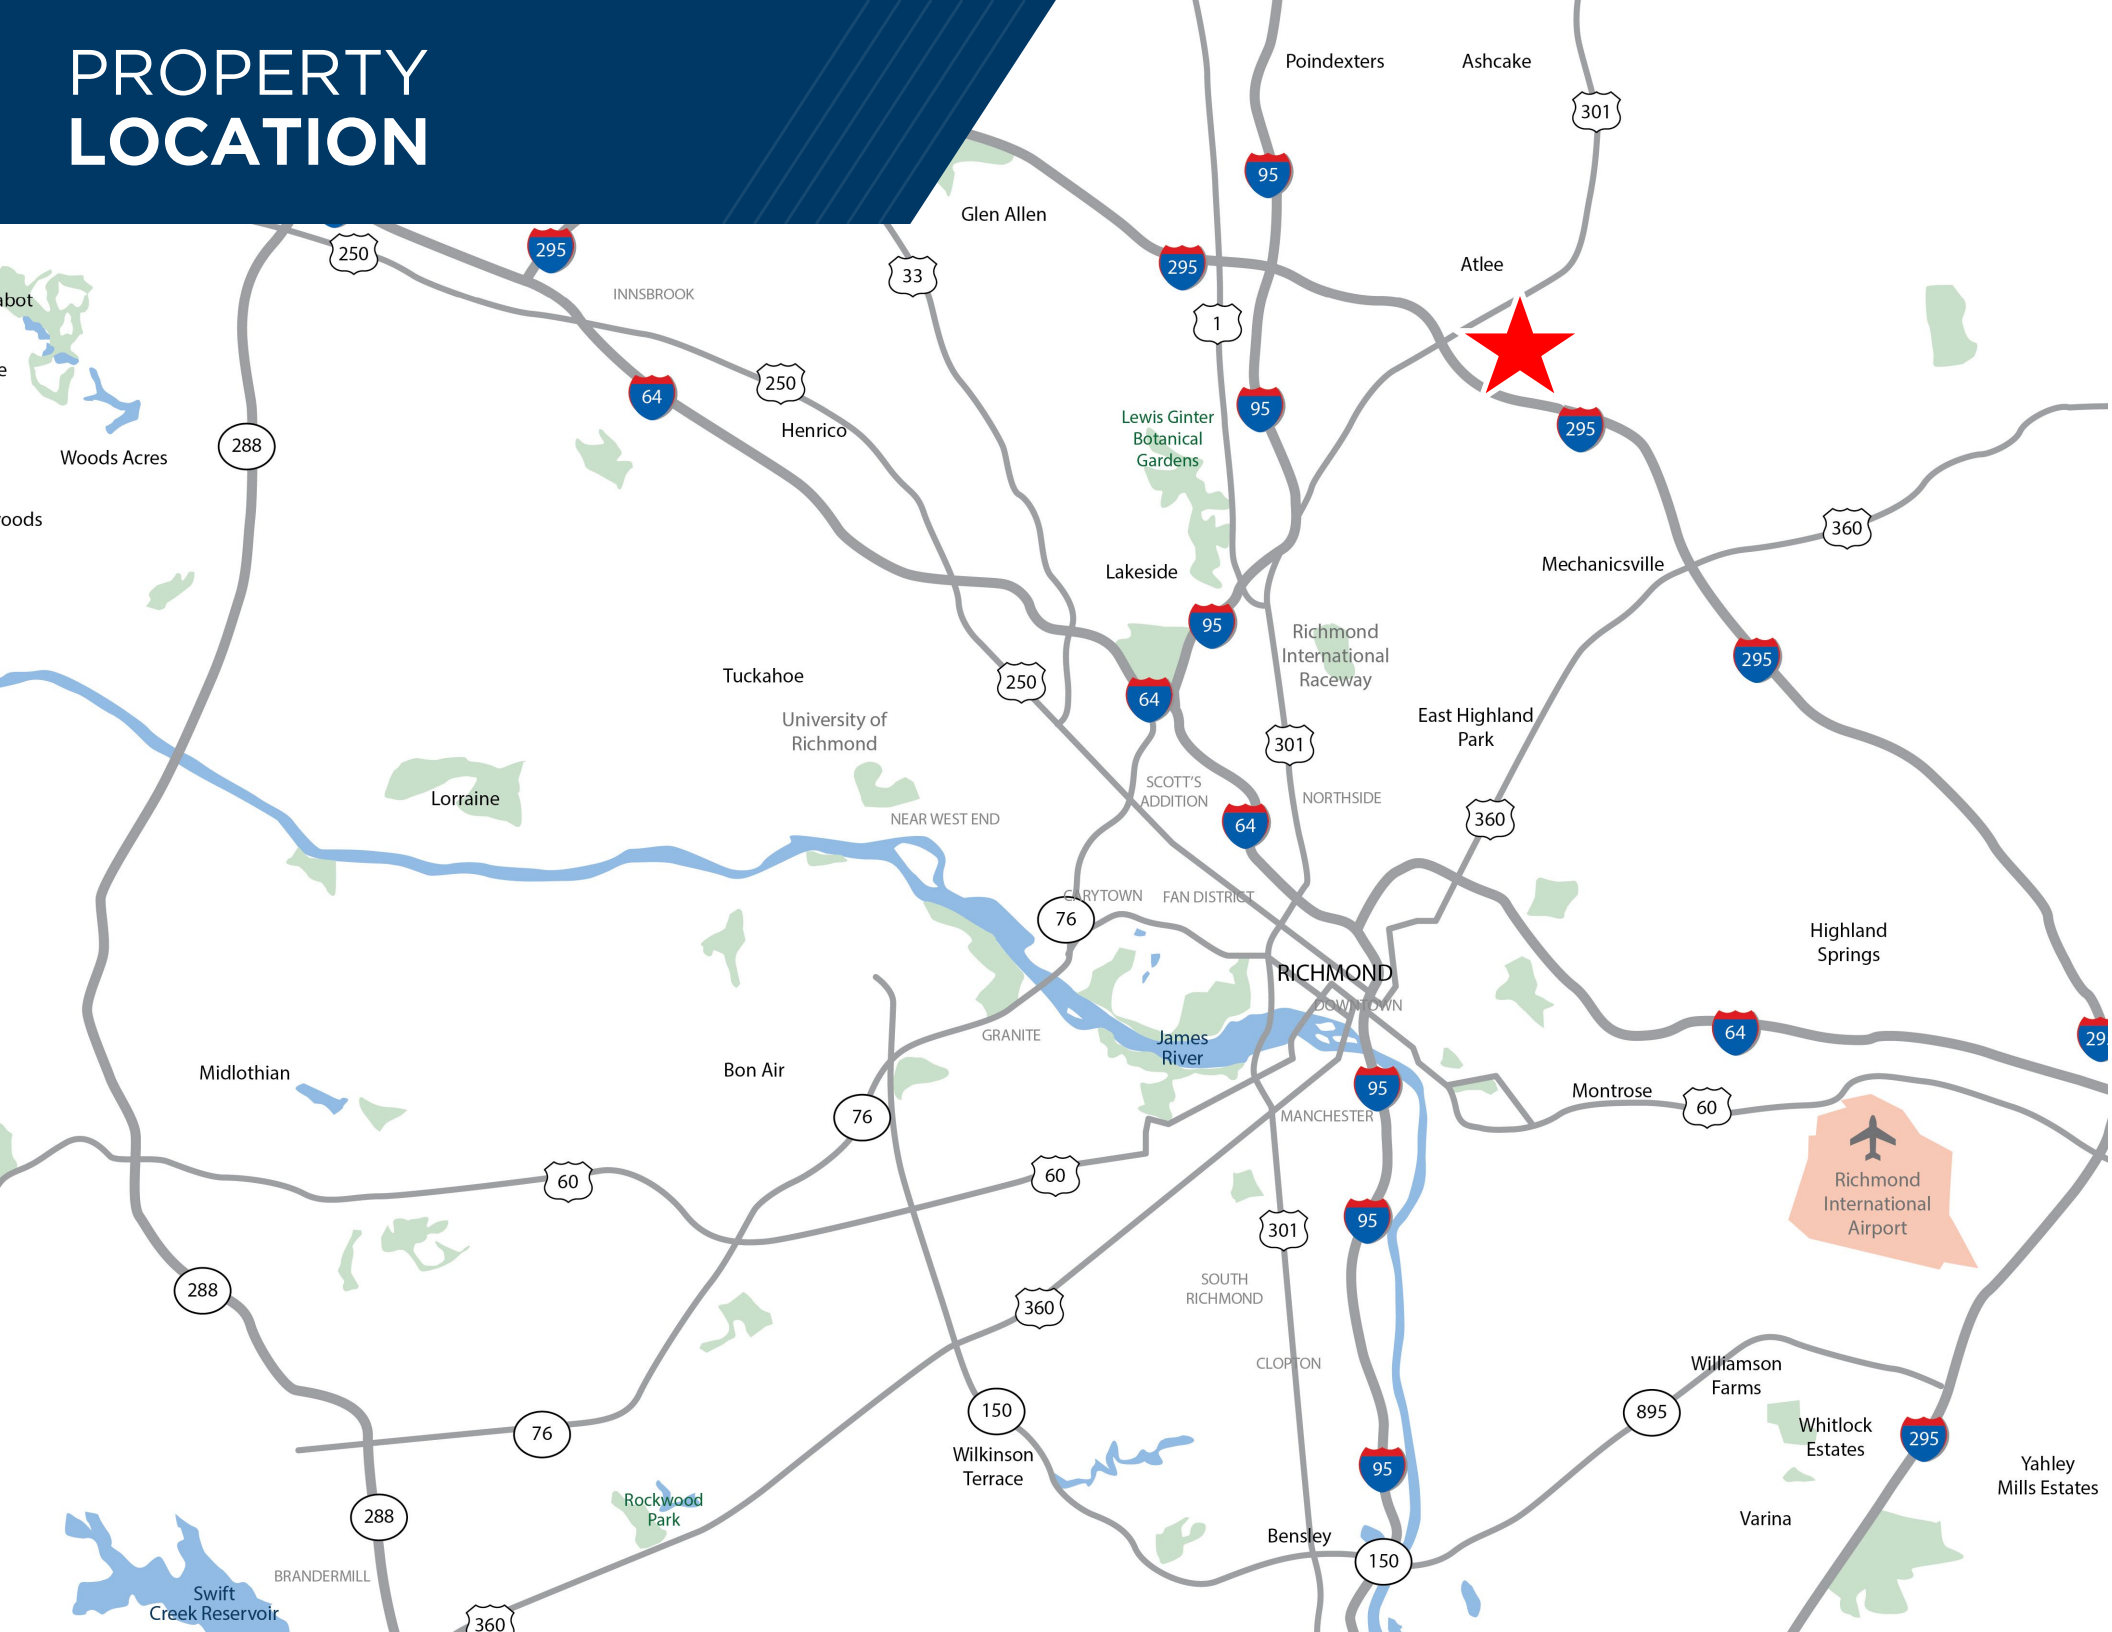 PROPERTY
LOCATION
Poindexters
Ashcake
301
95
Glen Allen
295
250
295
33
Atlee
INNSBROOK
abot
1
250
64
95
Lewis Ginter
Botanical
Gardens
295
Henrico
288
Woods Acres
oods
360
Mechanicsville
Lakeside
95
Richmond
International
Raceway
295
Tuckahoe
250
64
University of
Richmond
East Highland
Park
301
SCOTT'S
ADDITION
NORTHSIDE
Lorraine
NEAR WEST END
64
360
CARYTOWN
FAN DISTRICT
76
Highland
Springs
RICHMOND
DOWNTOWN
GRANITE
James
River
64
29
Midlothian
Bon Air
95
Montrose
60
76
MANCHESTER
60
60
Richmond
International
Airport
301
95
288
SOUTH
RICHMOND
360
CLOPTON
Williamson
Farms
150
895
76
Whitlock
Estates
295
Wilkinson
Terrace
95
Yahley
Mills Estates
Rockwood
Park
288
Varina
Bensley
150
BRANDERMILL
Swift
Creek Reservoir
360